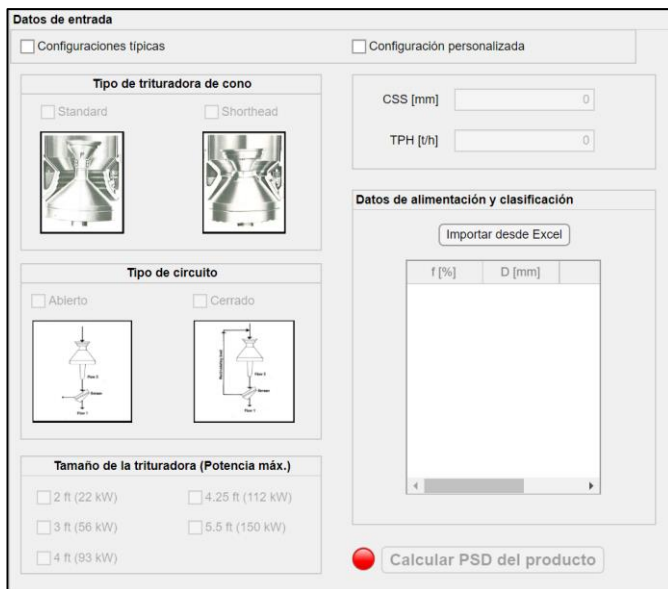 Datos de entrada
Configuraciones típicas
Configuración personalizada
Tipo de trituradora de cono
Standard
Shorthead
CSS [mm]
0
TPH [t/h]
0
Datos de alimentación y clasificación
Importar desde Excel
f [%]
D [mm]
Tipo de circuito
Abierto
Cerrado
Tamaño de la trituradora (Potencia máx.)
2 ft (22 kW)
4.25 ft (112 kW)
3 ft (56 kW)
5.5 ft (150 kW)
4 ft (93 kW)
Calcular PSD del producto